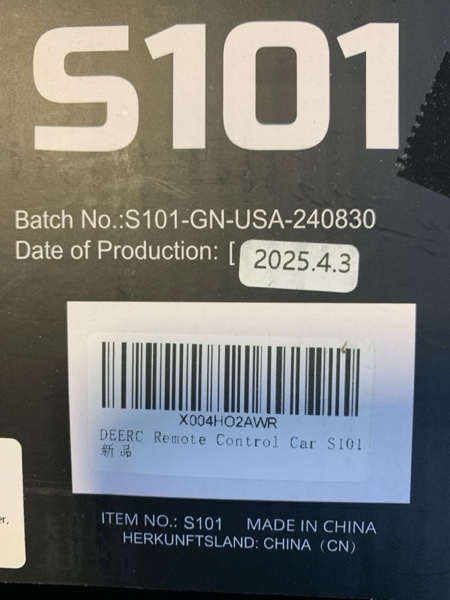 S101
Batch No.:S101-GN-USA-240830
Date of Production: [ 2025.4.3
X004HO2AWR
DEERC Remote Control Car S101
新品
er,
ITEM NO.: S101 MADE IN CHINA
HERKUNFTSLAND: CHINA (CN)